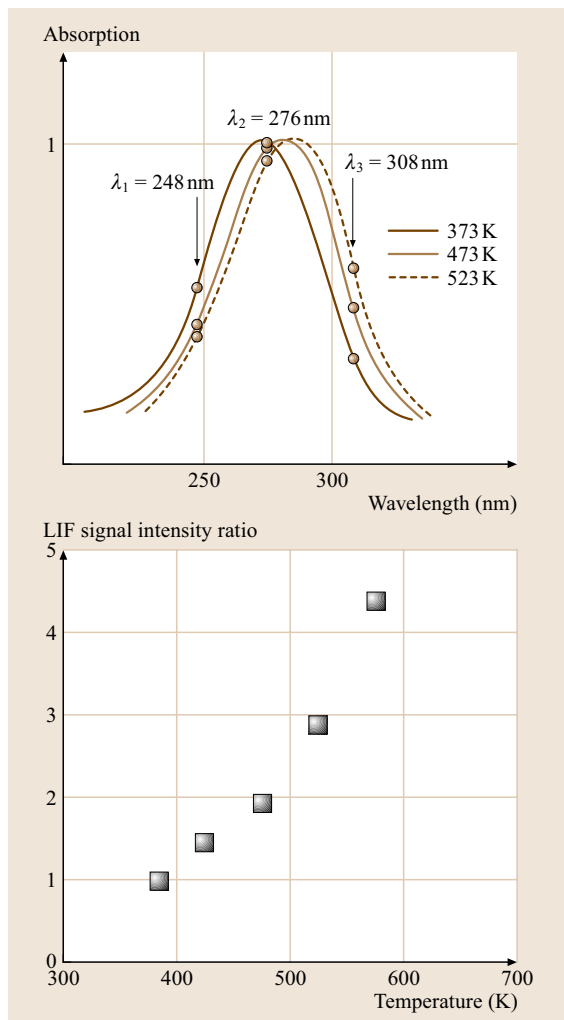 Absorption
λ2 = 276 nm
1
λ3 = 308 nm
λ1 = 248 nm
373 K
473 K
523 K
250
300
Wavelength (nm)
LIF signal intensity ratio
5
4
3
2
1
0
300
400
500
600
700
Temperature (K)